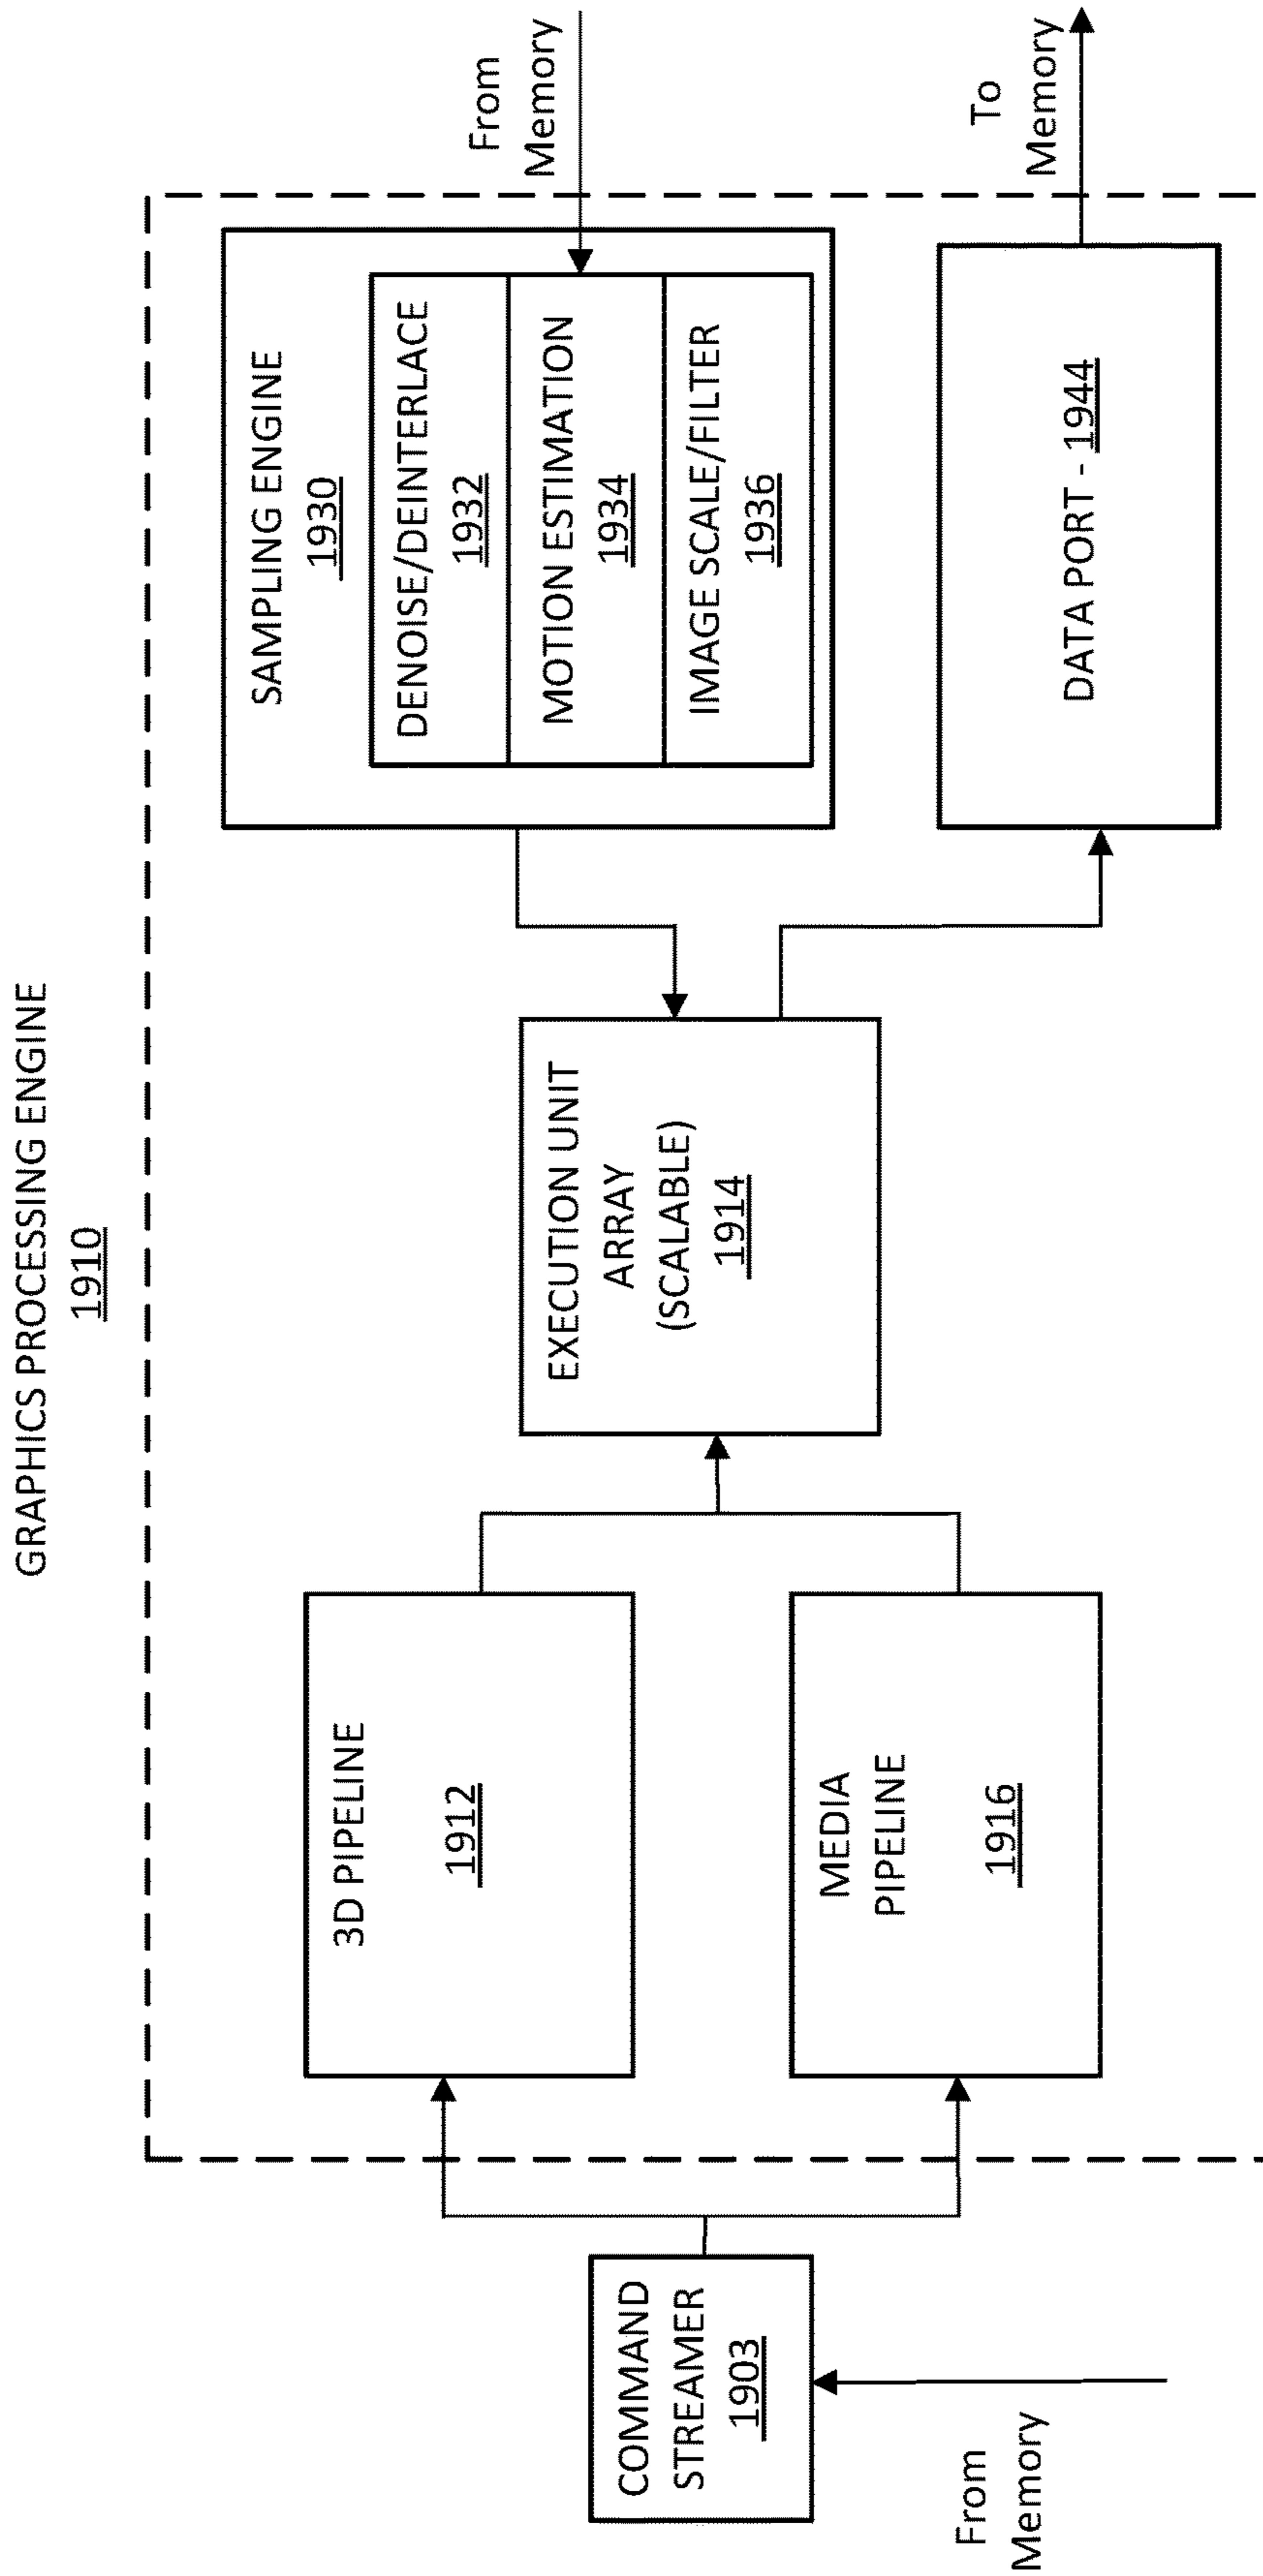 GRAPHICS PROCESSING ENGINE
1910
COMMAND
STREAMER
1903
From
Memory
3D PIPELINE
1912
MEDIA
PIPELINE
1916
EXECUTION UNIT
ARRAY
(SCALABLE)
1914
SAMPLING ENGINE
1930
DENOISE/DEINTERLACE
1932
MOTION ESTIMATION
1934
IMAGE SCALE/FILTER
1936
From
Memory
DATA PORT - 1944
To
Memory